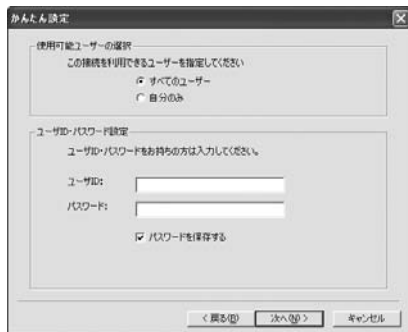 かんたん設定
使用可能ユーザーの選択
この接続を利用できるユーザーを指定してください
すべてのユーザー
自分のみ
ユーザID・パスワード設定
ユーザID・パスワードをお持ちの方は入力してください。
ユーザID:
パスワード:
パスワードを保存する
< 戻る(B) 次へ(N) > キャンセル